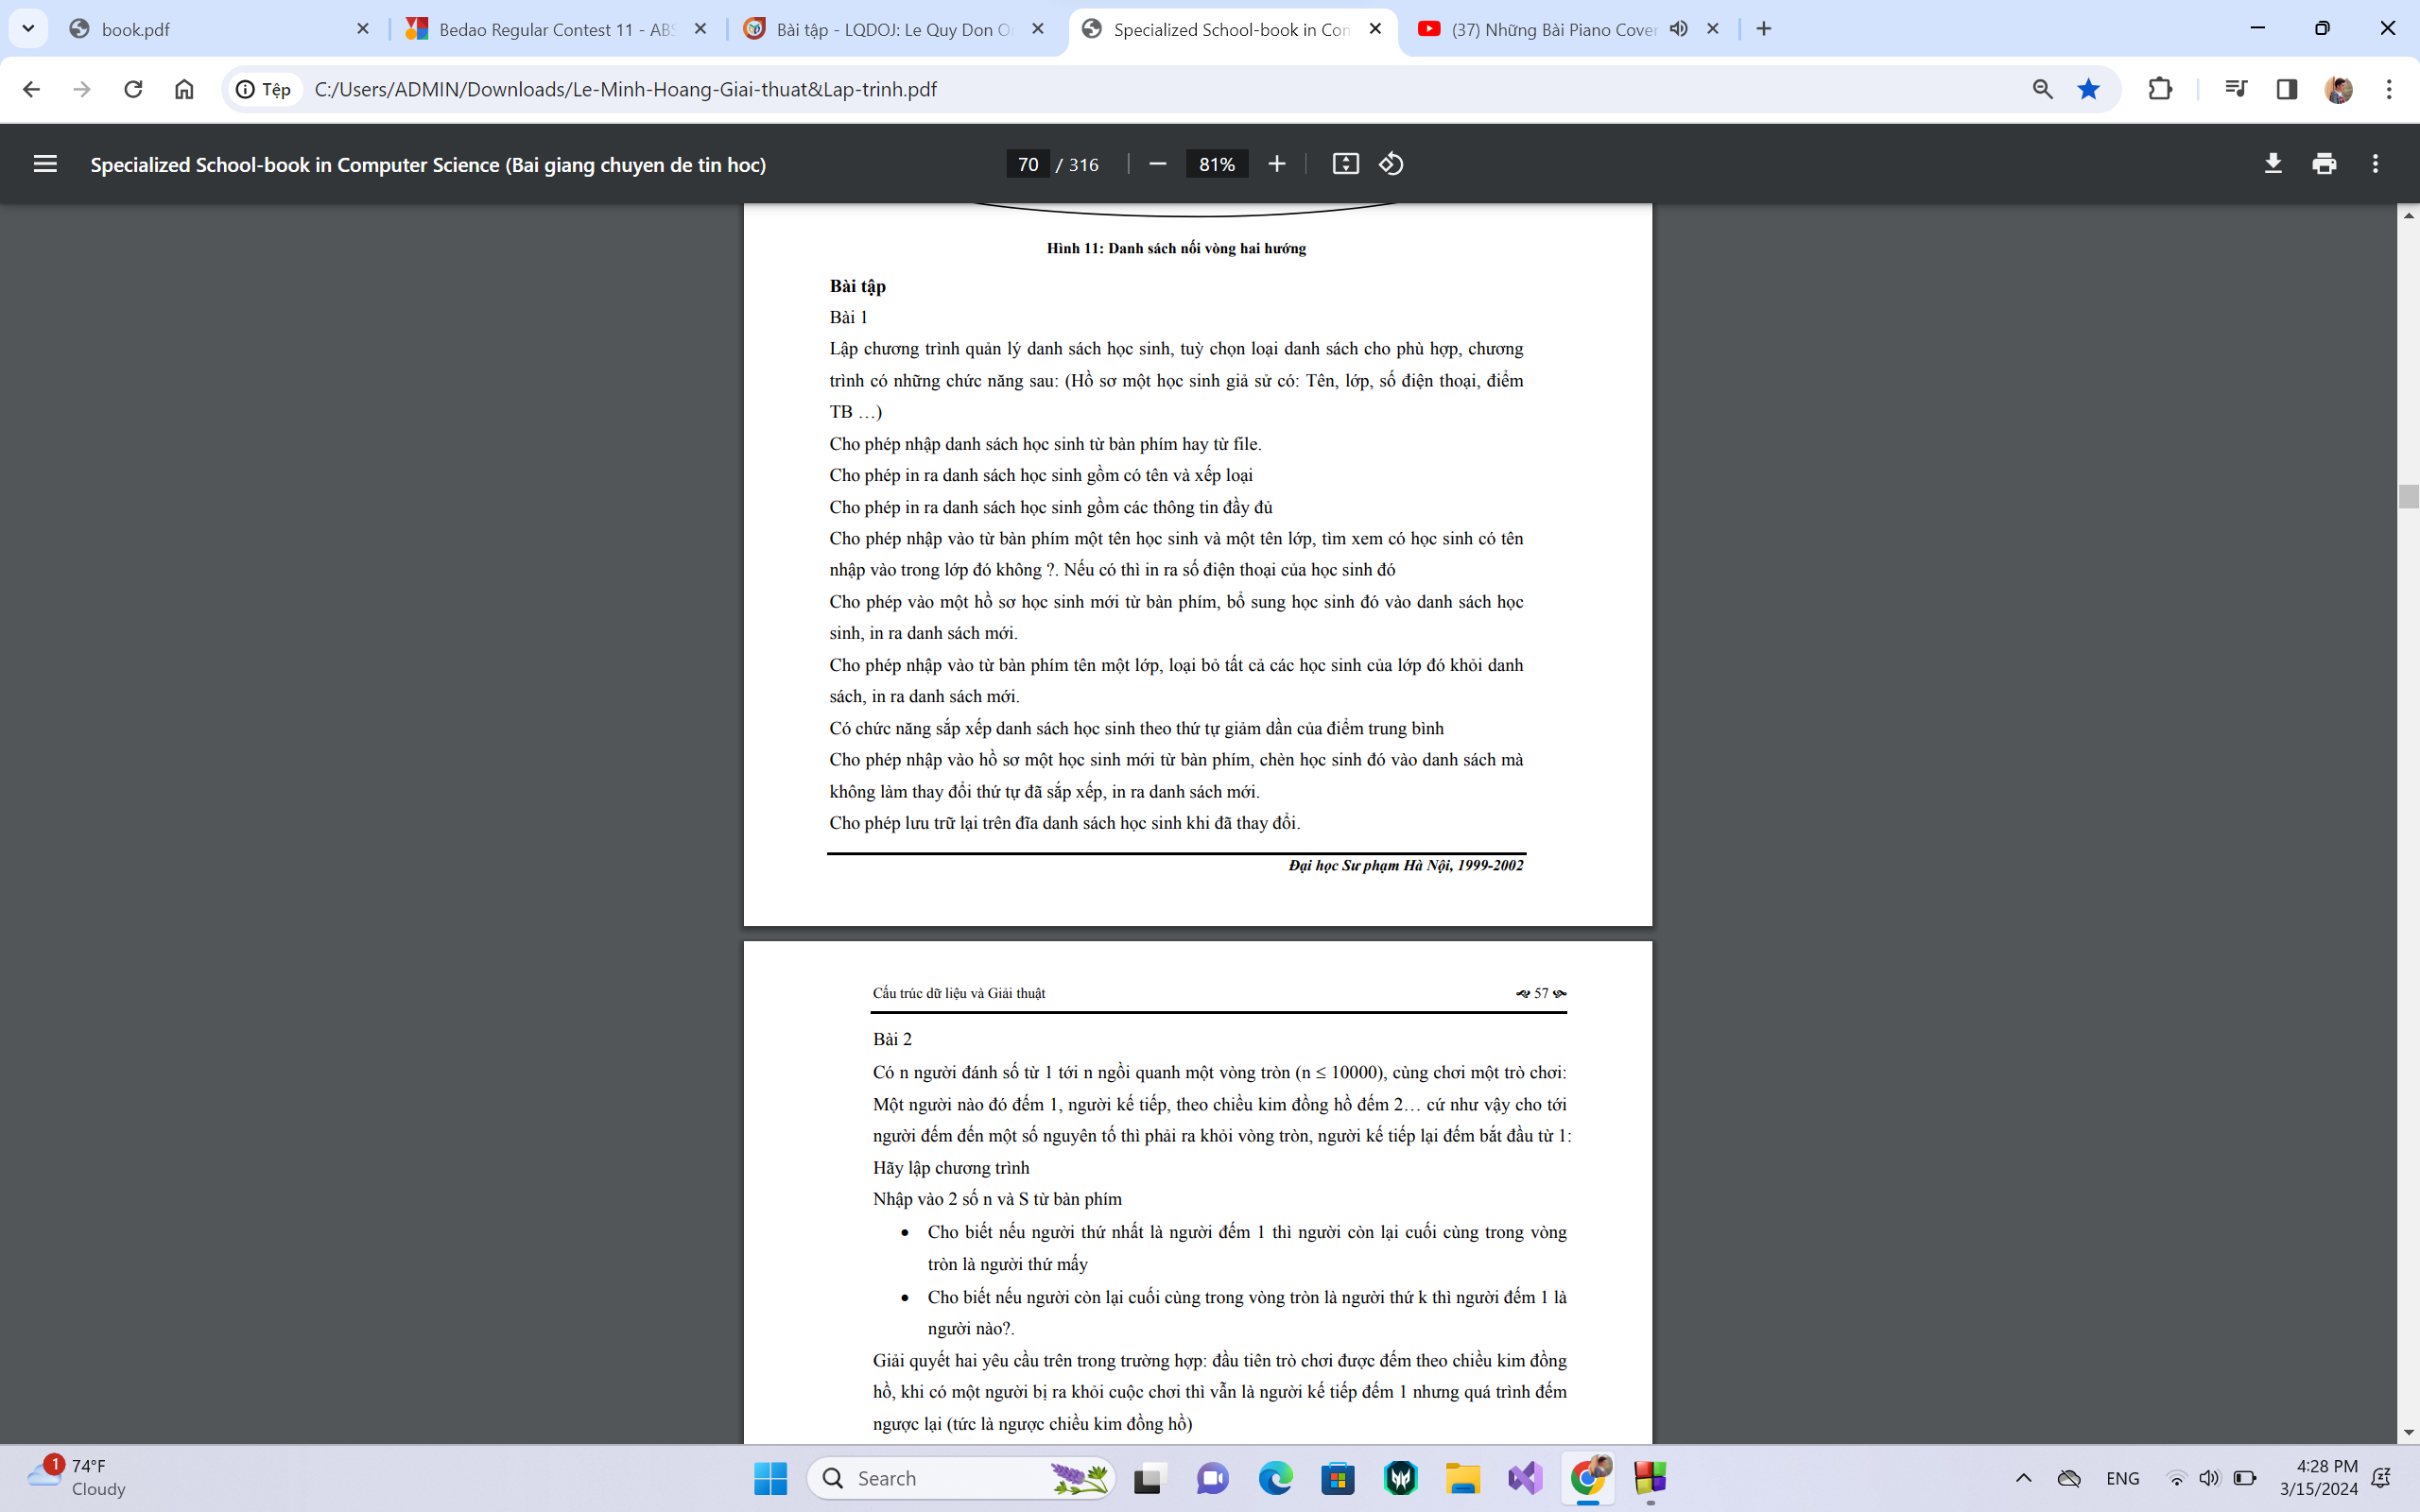 book.pdf
Bedao Regular Contest 11 - ABS
Bài tập - LQDOJ: Le Quy Don O
Specialized School-book in Com
(37) Những Bài Piano Cover
Tệp
C:/Users/ADMIN/Downloads/Le-Minh-Hoang-Giai-thuat&Lap-trinh.pdf
Specialized School-book in Computer Science (Bai giang chuyen de tin hoc)
70 / 316
81%
Hình 11: Danh sách nối vòng hai hướng
Bài tập
Bài 1
Lập chương trình quản lý danh sách học sinh, tuỳ chọn loại danh sách cho phù hợp, chương
trình có những chức năng sau: (Hồ sơ một học sinh giả sử có: Tên, lớp, số điện thoại, điểm
TB …)
Cho phép nhập danh sách học sinh từ bàn phím hay từ file.
Cho phép in ra danh sách học sinh gồm có tên và xếp loại
Cho phép in ra danh sách học sinh gồm các thông tin đầy đủ
Cho phép nhập vào từ bàn phím một tên học sinh và một tên lớp, tìm xem có học sinh có tên
nhập vào trong lớp đó không ?. Nếu có thì in ra số điện thoại của học sinh đó
Cho phép vào một hồ sơ học sinh mới từ bàn phím, bổ sung học sinh đó vào danh sách học
sinh, in ra danh sách mới.
Cho phép nhập vào từ bàn phím tên một lớp, loại bỏ tất cả các học sinh của lớp đó khỏi danh
sách, in ra danh sách mới.
Có chức năng sắp xếp danh sách học sinh theo thứ tự giảm dần của điểm trung bình
Cho phép nhập vào hồ sơ một học sinh mới từ bàn phím, chèn học sinh đó vào danh sách mà
không làm thay đổi thứ tự đã sắp xếp, in ra danh sách mới.
Cho phép lưu trữ lại trên đĩa danh sách học sinh khi đã thay đổi.
Đại học Sư phạm Hà Nội, 1999-2002
Cấu trúc dữ liệu và Giải thuật
57
Bài 2
Có n người đánh số từ 1 tới n ngồi quanh một vòng tròn (n ≤ 10000), cùng chơi một trò chơi:
Một người nào đó đếm 1, người kế tiếp, theo chiều kim đồng hồ đếm 2… cứ như vậy cho tới
người đếm đến một số nguyên tố thì phải ra khỏi vòng tròn, người kế tiếp lại đếm bắt đầu từ 1:
Hãy lập chương trình
Nhập vào 2 số n và S từ bàn phím
• Cho biết nếu người thứ nhất là người đếm 1 thì người còn lại cuối cùng trong vòng
tròn là người thứ mấy
• Cho biết nếu người còn lại cuối cùng trong vòng tròn là người thứ k thì người đếm 1 là
người nào?.
Giải quyết hai yêu cầu trên trong trường hợp: đầu tiên trò chơi được đếm theo chiều kim đồng
hồ, khi có một người bị ra khỏi cuộc chơi thì vẫn là người kế tiếp đếm 1 nhưng quá trình đếm
ngược lại (tức là ngược chiều kim đồng hồ)
1
74°F
Cloudy
Search
ENG
4:28 PM
3/15/2024